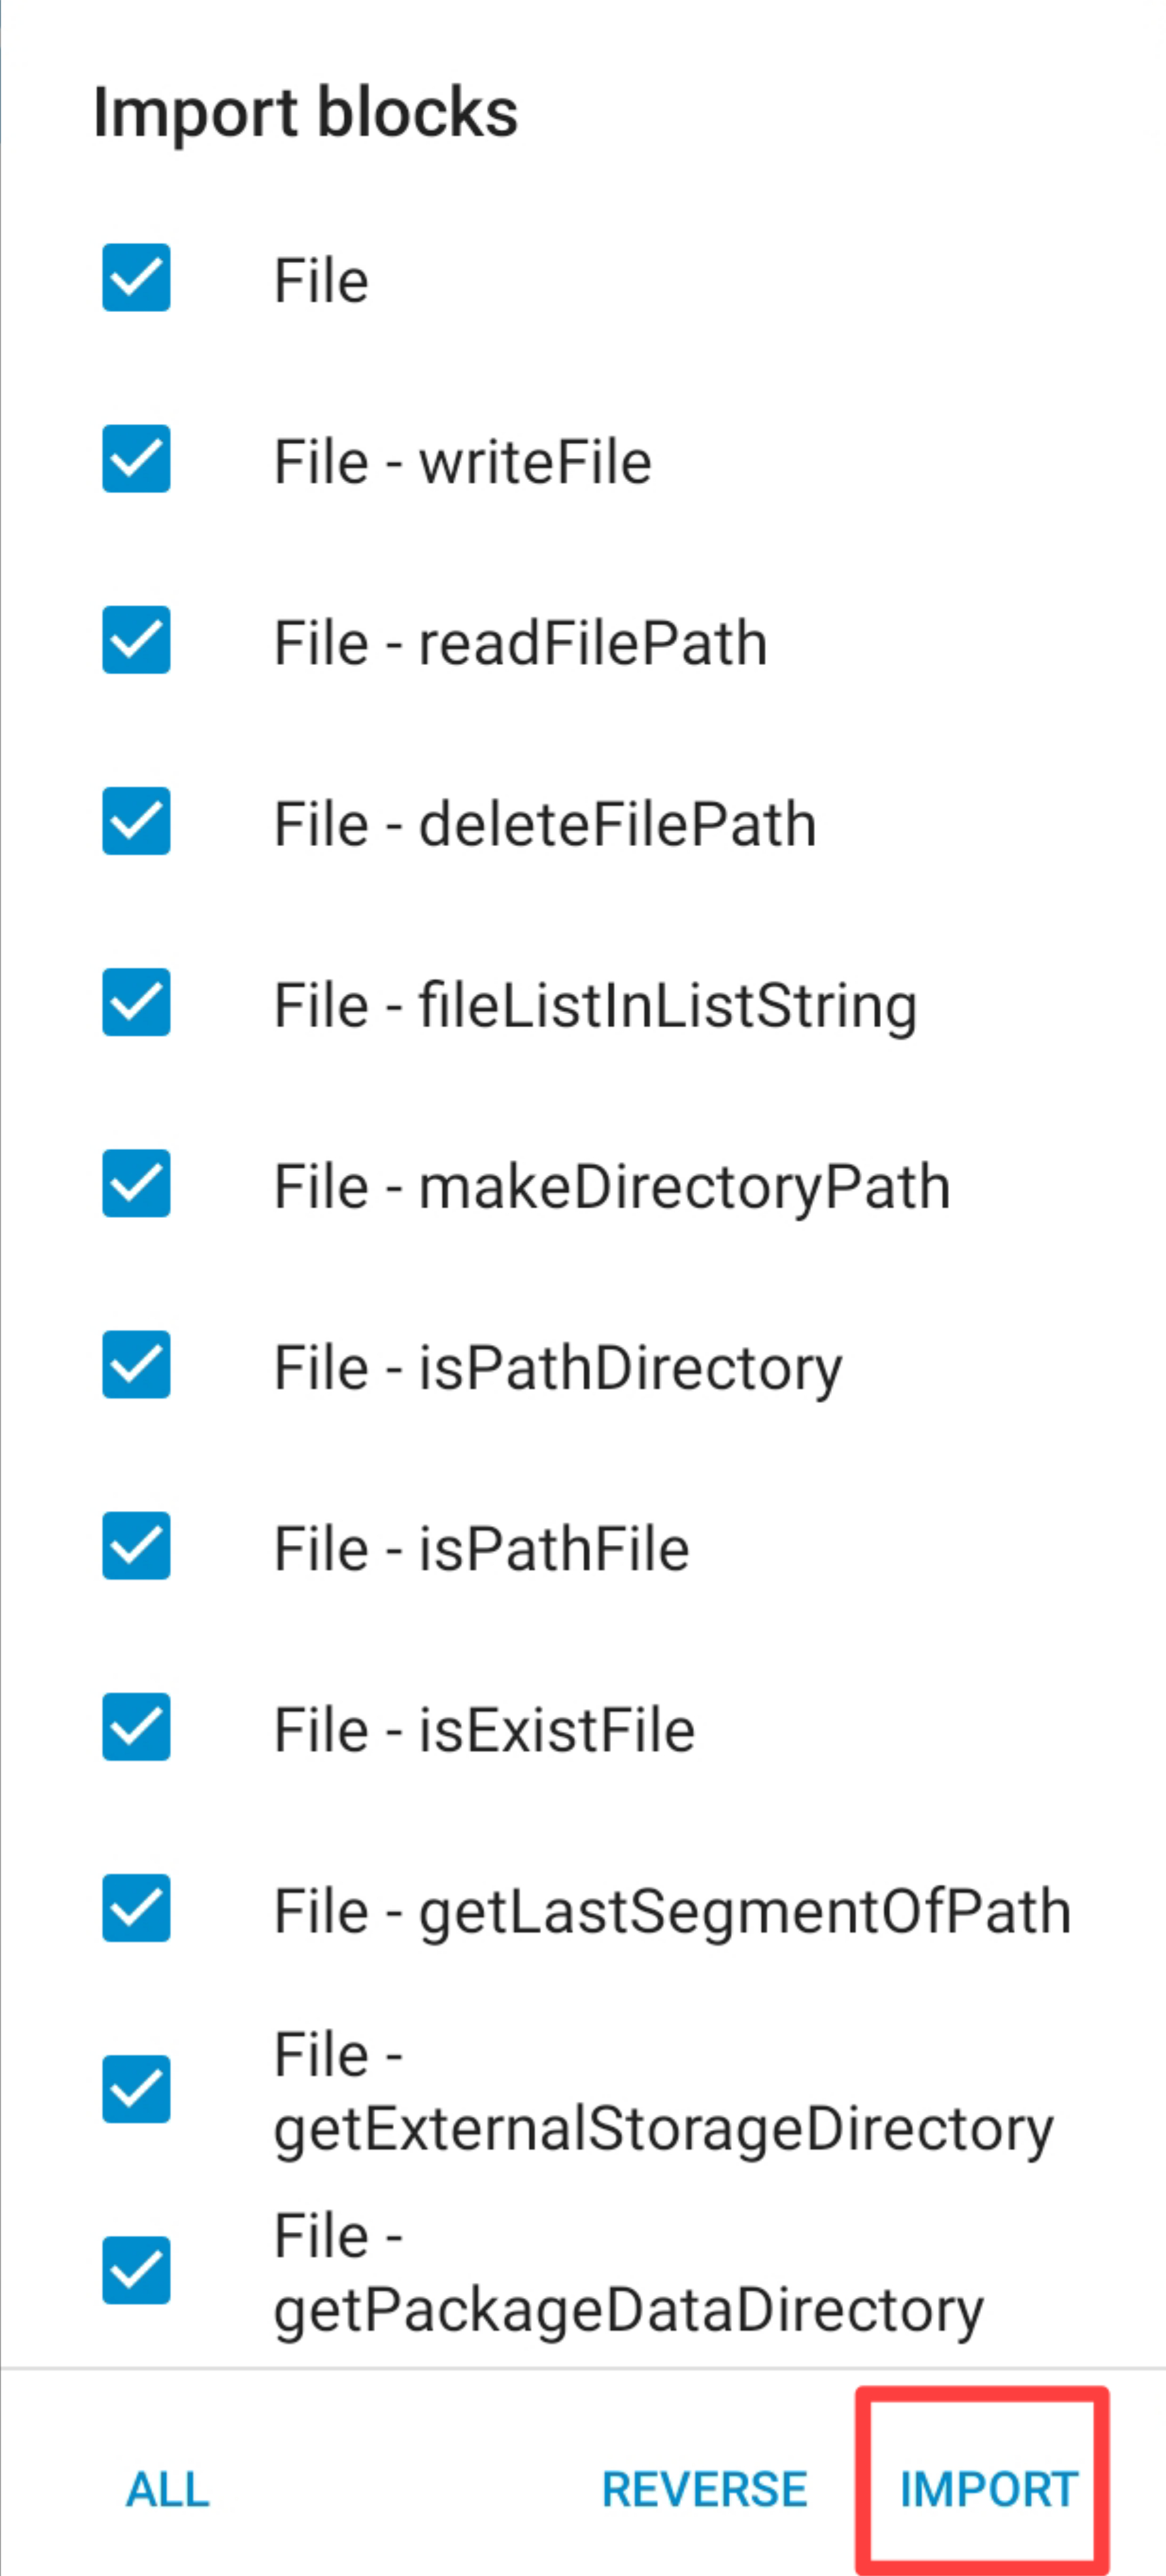 Import blocks
File
File - writeFile
File - readFilePath
File - deleteFilePath
File - fileListInListString
File - makeDirectoryPath
File - isPathDirectory
File - isPathFile
File - isExistFile
File - getLastSegmentOfPath
File -
getExternalStorageDirectory
File -
getPackageDataDirectory
ALL REVERSE IMPORT